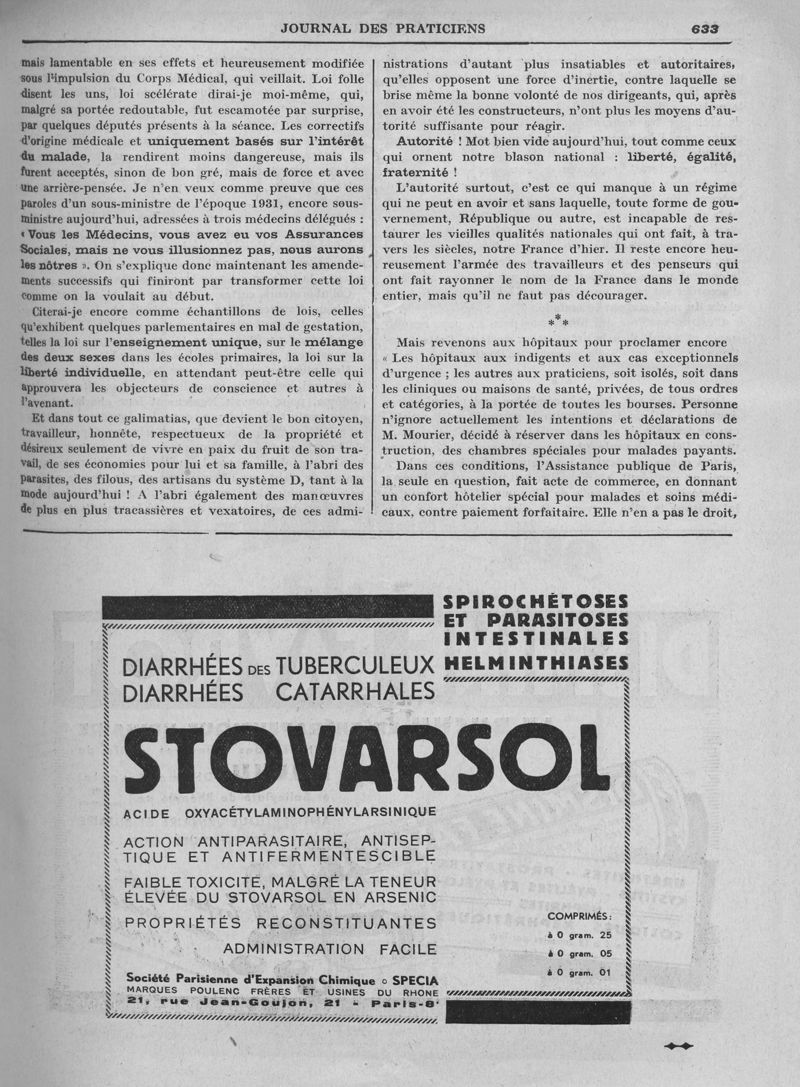 JOURNAL DES PRATICIENS 633
mais lamentable en ses effets et heureusement modifiée
sous l'impulsion du Corps Médical, qui veillait. Loi folle
disent les uns, loi scélérate dirai-je moi-même, qui,
malgré sa portée redoutable, fut escamotée par surprise,
par quelques députés présents à la séance. Les correctifs
d'origine médicale et uniquement basés sur l'intérêt
du malade, la rendirent moins dangereuse, mais ils
furent acceptés, sinon de bon gré, mais de force et avec
une arrière-pensée. Je n'en veux comme preuve que ces
paroles d'un sous-ministre de l'époque 1931, encore sous-
ministre aujourd'hui, adressées à trois médecins délégués :
« Vous les Médecins, vous avez eu vos Assurances
Sociales, mais ne vous illusionnez pas, nous aurons
les nôtres ». On s'explique donc maintenant les amende-
ments successifs qui finiront par transformer cette loi
comme on la voulait au début.
Citerai-je encore comme échantillons de lois, celles
qu'exhibent quelques parlementaires en mal de gestation,
telles la loi sur l'enseignement unique, sur le mélange
des deux sexes dans les écoles primaires, la loi sur la
liberté individuelle, en attendant peut-être celle qui
approuvera les objecteurs de conscience et autres à
l'avenant.
Et dans tout ce galimatias, que devient le bon citoyen,
travailleur, honnête, respectueux de la propriété et
désireux seulement de vivre en paix du fruit de son tra-
vail, de ses économies pour lui et sa famille, à l'abri des
parasites, des filous, des artisans du système D, tant à la
mode aujourd'hui ! A l'abri également des manœuvres
de plus en plus tracassières et vexatoires, de ces admi-
nistrations d'autant plus insatiables et autoritaires,
qu'elles opposent une force d'inertie, contre laquelle se
brise même la bonne volonté de nos dirigeants, qui, après
en avoir été les constructeurs, n'ont plus les moyens d'au-
torité suffisante pour réagir.
Autorité ! Mot bien vide aujourd'hui, tout comme ceux
qui ornent notre blason national : liberté, égalité,
fraternité !
L'autorité surtout, c'est ce qui manque à un régime
qui ne peut en avoir et sans laquelle, toute forme de gou-
vernement, République ou autre, est incapable de res-
taurer les vieilles qualités nationales qui ont fait, à tra-
vers les siècles, notre France d'hier. Il reste encore heu-
reusement l'armée des travailleurs et des penseurs qui
ont fait rayonner le nom de la France dans le monde
entier, mais qu'il ne faut pas décourager.
***
Mais revenons aux hôpitaux pour proclamer encore
« Les hôpitaux aux indigents et aux cas exceptionnels
d'urgence ; les autres aux praticiens, soit isolés, soit dans
les cliniques ou maisons de santé, privées, de tous ordres
et catégories, à la portée de toutes les bourses. Personne
n'ignore actuellement les intentions et déclarations de
M. Mourier, décidé à réserver dans les hôpitaux en cons-
truction, des chambres spéciales pour malades payants.
Dans ces conditions, l'Assistance publique de Paris,
la seule en question, fait acte de commerce, en donnant
un confort hôtelier spécial pour malades et soins médi-
caux, contre paiement forfaitaire. Elle n'en a pas le droit,
SPIROCHÉTOSES
ET PARASITOSES
INTESTINALES
HELMINTHIASES
DIARRHÉES DES TUBERCULEUX
DIARRHÉES CATARRHALES
STOVARSOL
ACIDE OXYACÉTYLAMINOPHÉNYLARSINIQUE
ACTION ANTIPARASITAIRE, ANTISEP-
TIQUE ET ANTIFERMENTESCIBLE
FAIBLE TOXICITÉ, MALGRÉ LA TENEUR
ÉLEVÉE DU STOVARSOL EN ARSENIC
PROPRIÉTÉS RECONSTITUANTES
ADMINISTRATION FACILE
COMPRIMÉS :
à 0 gram. 25
à 0 gram. 05
à 0 gram. 01
Société Parisienne d'Expansion Chimique o SPECIA
MARQUES POULENC FRÈRES ET USINES DU RHONE
21, rue Jean-Goujon, 21 - Paris-8e